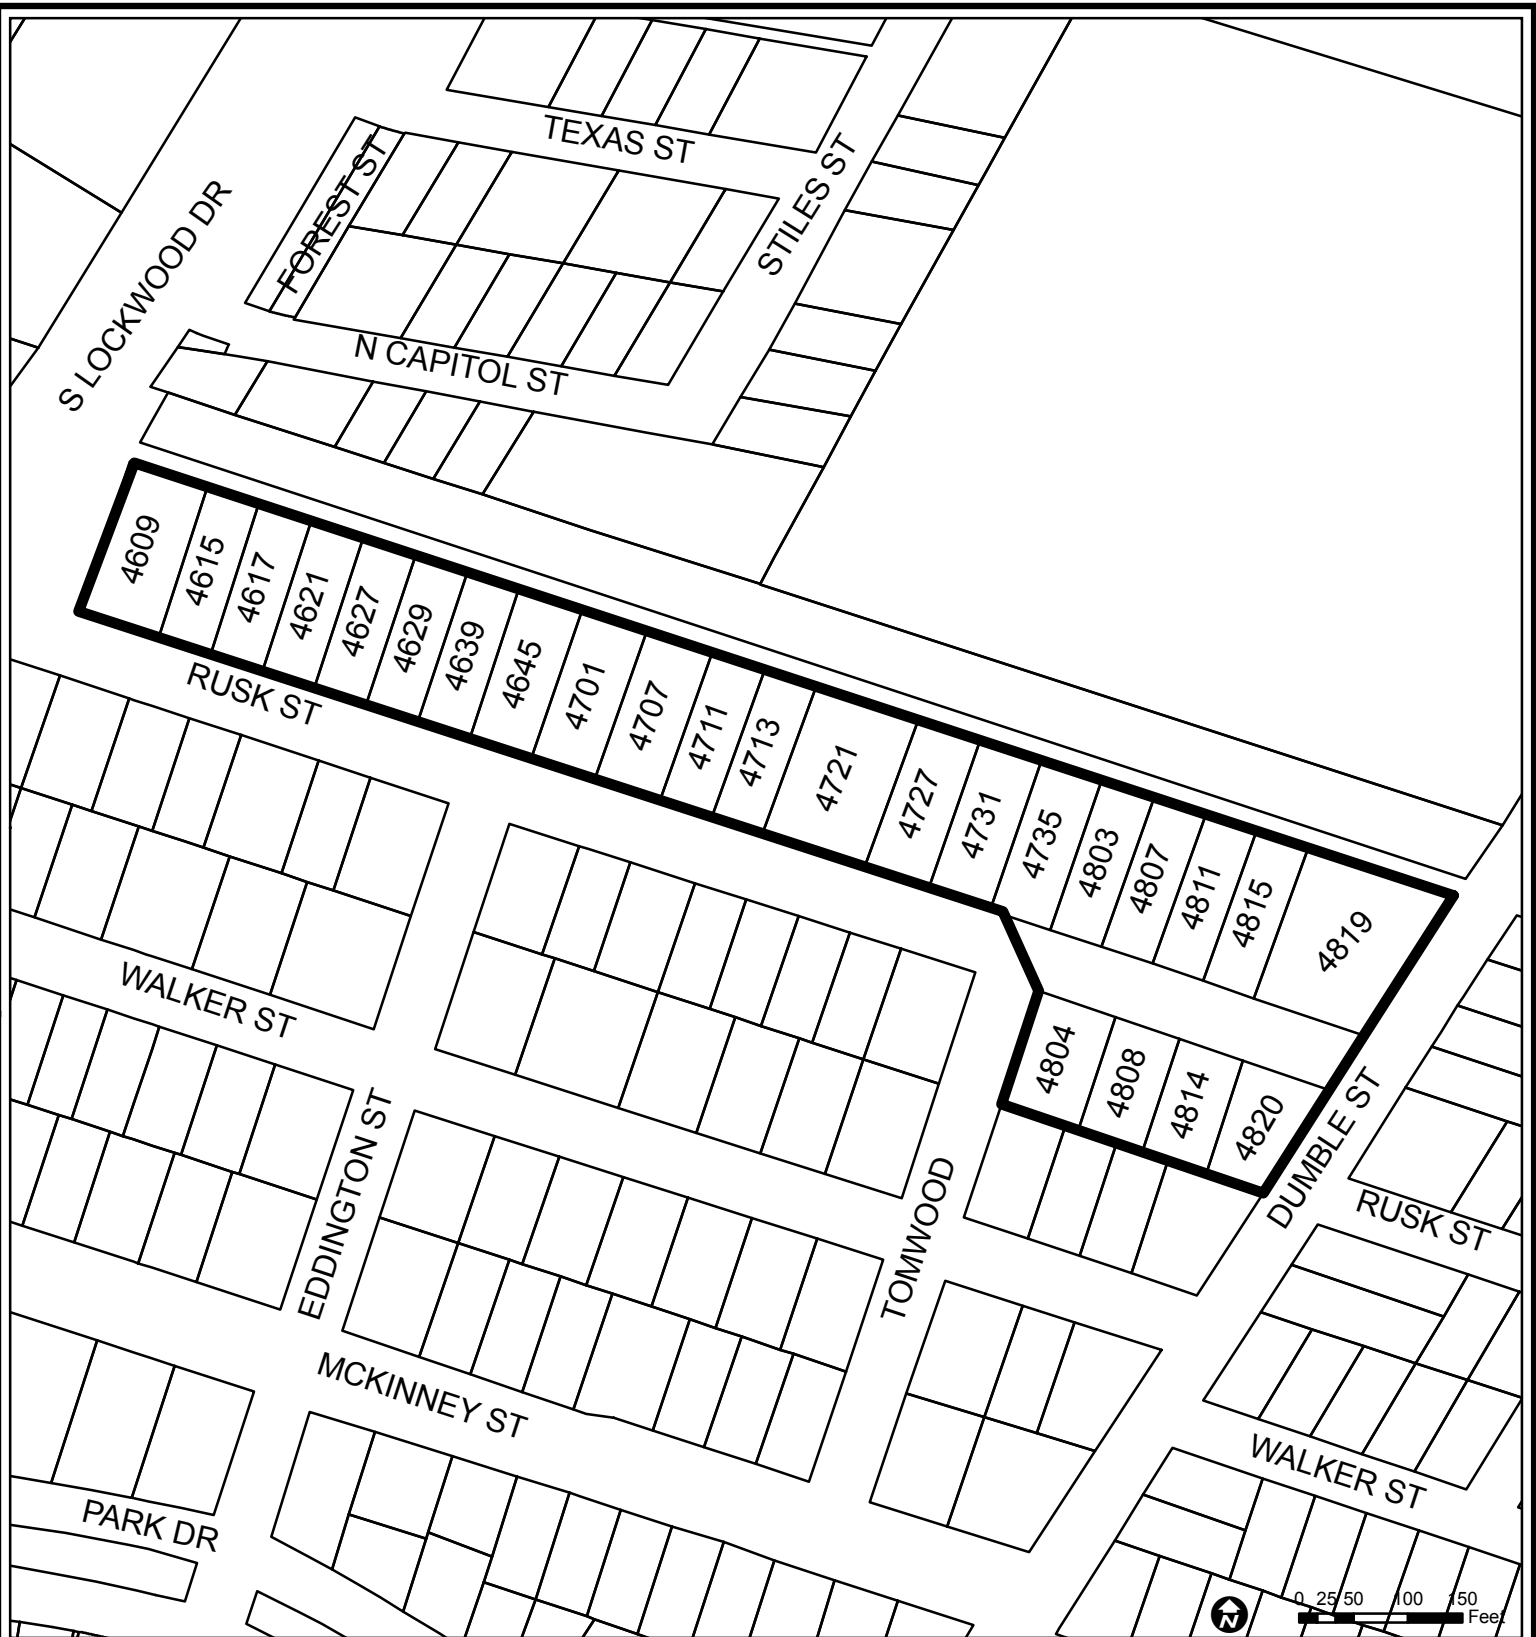 TEXAS ST
FOREST ST
STILES ST
S LOCKWOOD DR
N CAPITOL ST
4609
4615
4617
4621
4627
4629
4639
4645
4701
4707
4711
4713
4721
4727
4731
4735
4803
4807
4811
4815
4819
RUSK ST
WALKER ST
4804
4808
4814
4820
EDDINGTON ST
DUMBLE ST
TOMWOOD
RUSK ST
MCKINNEY ST
WALKER ST
PARK DR
N
0 25 50 100 150
Feet